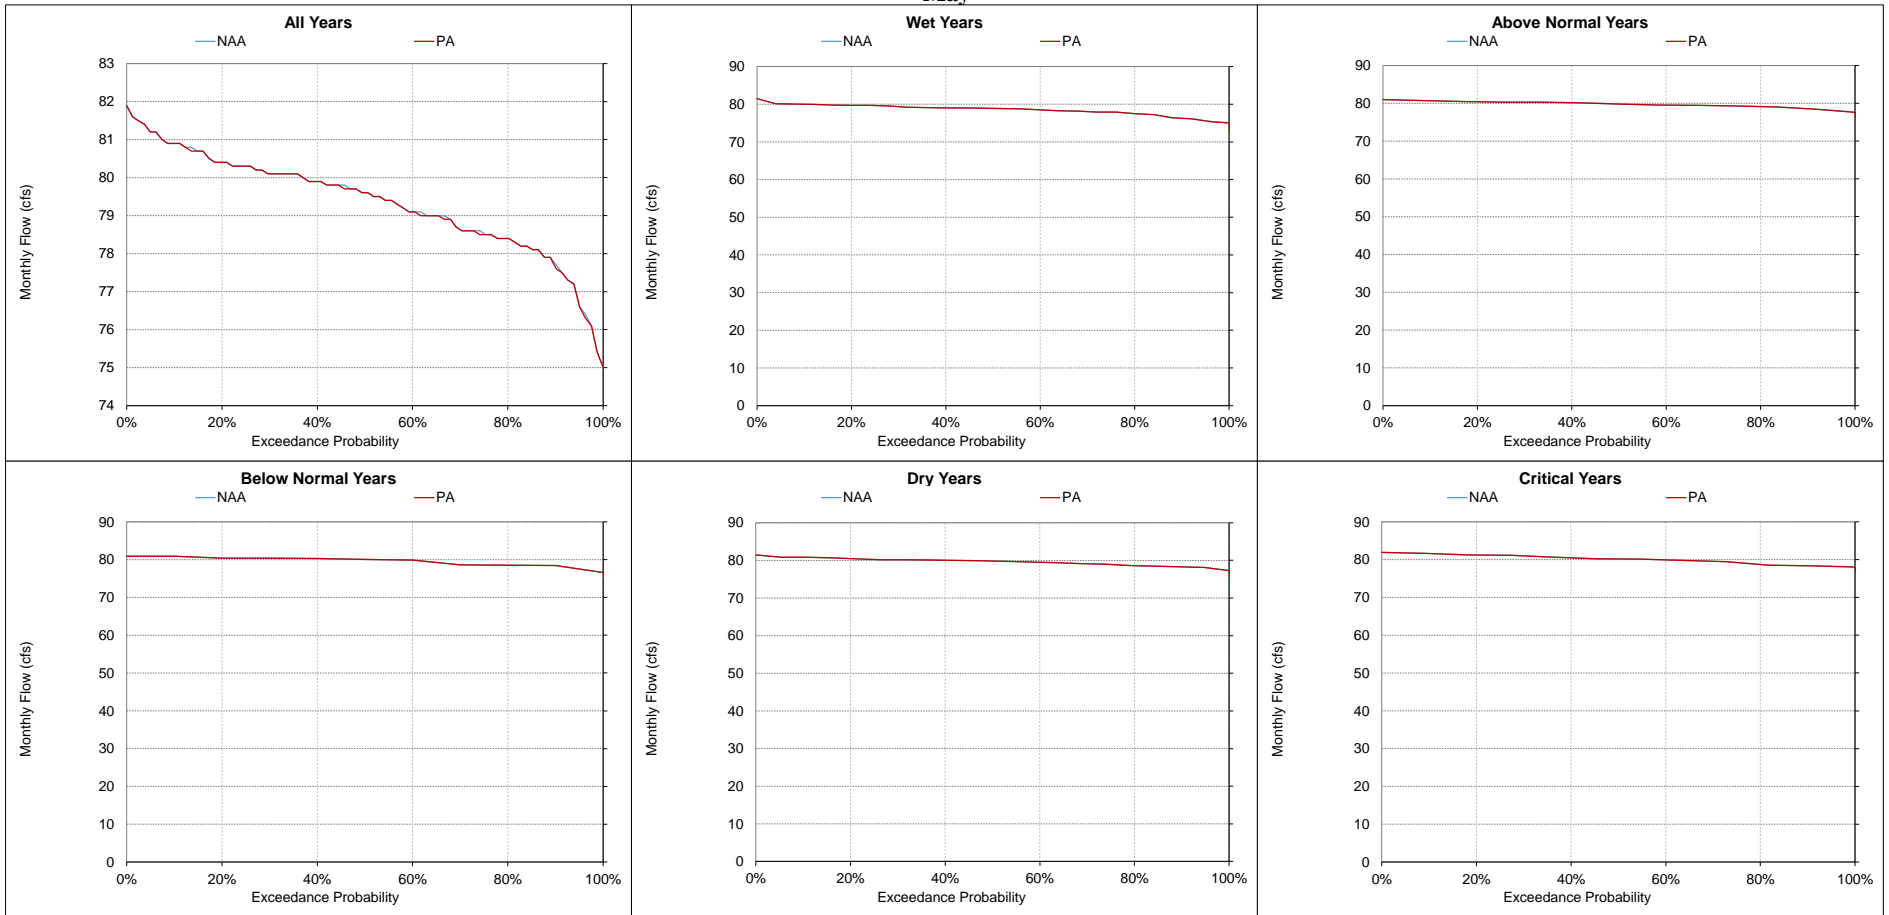 May
All Years
NAA PA
83
82
81
80
79
78
77
76
75
74
Monthly Flow (cfs)
0% 20% 40% 60% 80% 100%
Exceedance Probability
Wet Years
NAA PA
90
80
70
60
50
40
30
20
10
0
Monthly Flow (cfs)
0% 20% 40% 60% 80% 100%
Exceedance Probability
Above Normal Years
NAA PA
90
80
70
60
50
40
30
20
10
0
Monthly Flow (cfs)
0% 20% 40% 60% 80% 100%
Exceedance Probability
Below Normal Years
NAA PA
90
80
70
60
50
40
30
20
10
0
Monthly Flow (cfs)
0% 20% 40% 60% 80% 100%
Exceedance Probability
Dry Years
NAA PA
90
80
70
60
50
40
30
20
10
0
Monthly Flow (cfs)
0% 20% 40% 60% 80% 100%
Exceedance Probability
Critical Years
NAA PA
90
80
70
60
50
40
30
20
10
0
Monthly Flow (cfs)
0% 20% 40% 60% 80% 100%
Exceedance Probability